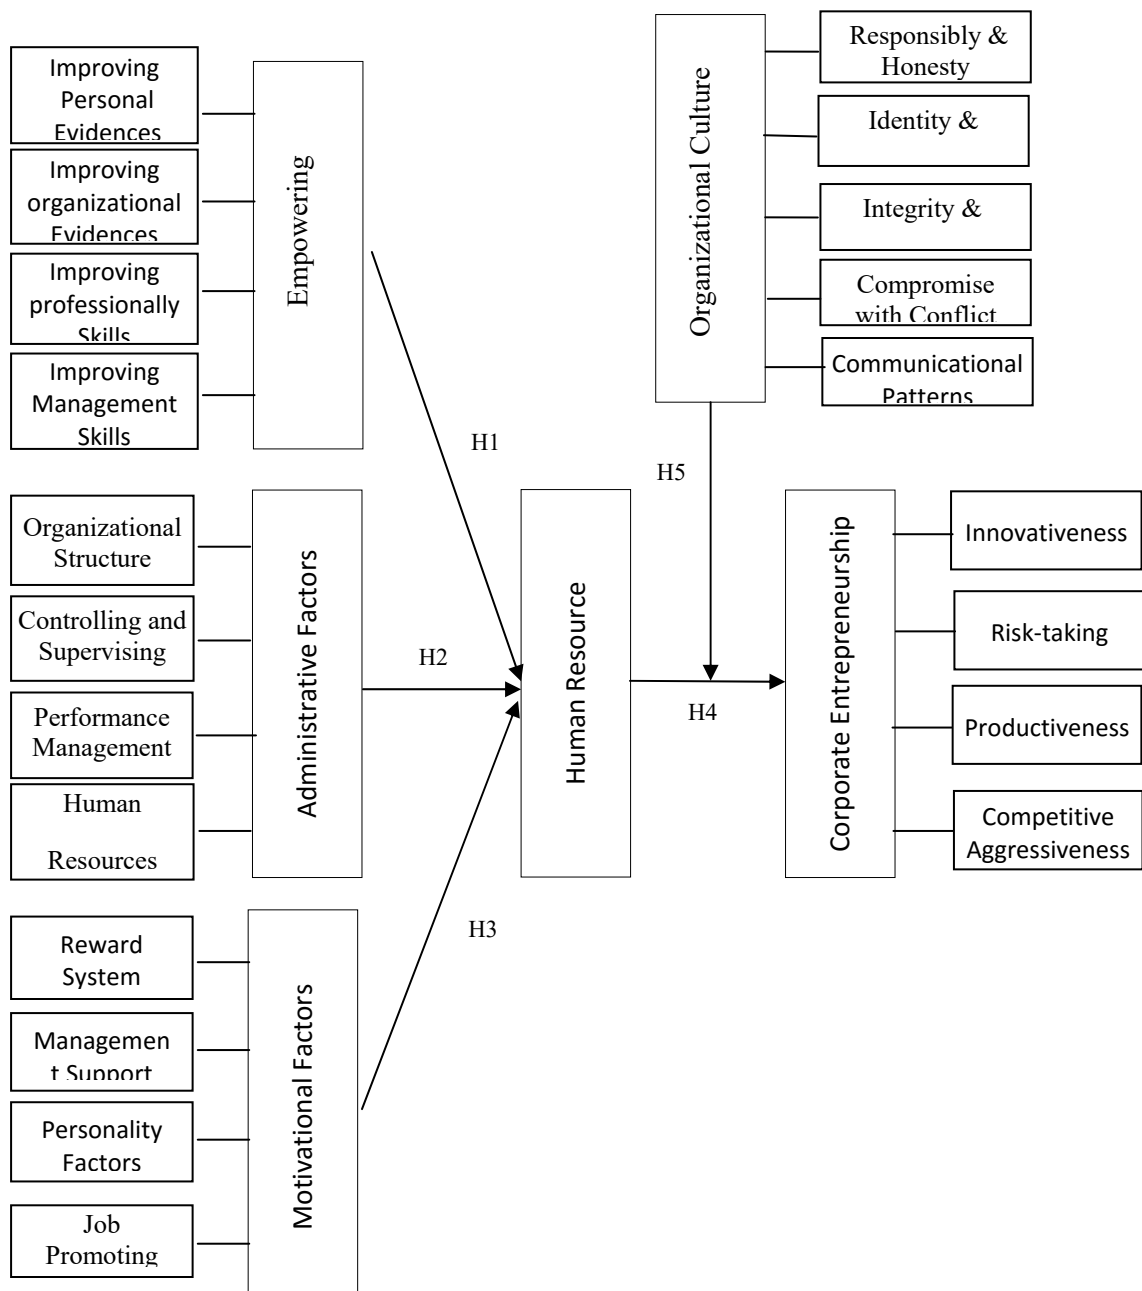 Improving
Personal
Evidences
Improving
organizational
Evidences
Improving
professionally
Skills
Improving
Management
Skills
Empowering
H1
Organizational
Structure
Controlling and
Supervising
Performance
Management
Human
Resources
Administrative Factors
H2
Reward
System
Managemen
t Support
Personality
Factors
Job
Promoting
Motivational Factors
H3
Human Resource
Organizational Culture
Responsibly &
Honesty
Identity &
Integrity &
Compromise
with Conflict
Communicational
Patterns
H5
H4
Corporate Entrepreneurship
Innovativeness
Risk-taking
Productiveness
Competitive
Aggressiveness